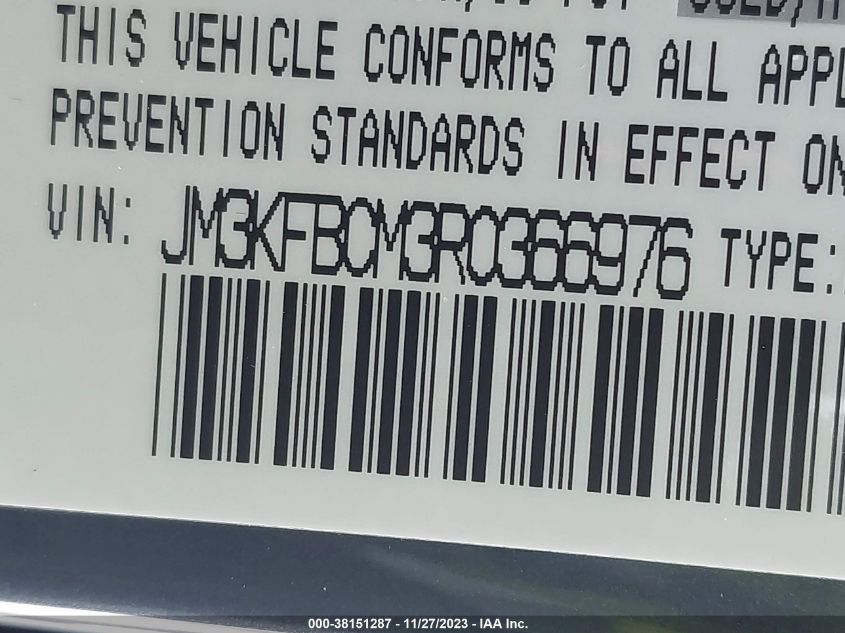 THIS VEHICLE CONFORMS TO ALL APPL
PREVENTION STANDARDS IN EFFECT ON
VIN: JM3KFBCM3R0366976 TYPE:
000-38151287 - 11/27/2023 - IAA Inc.